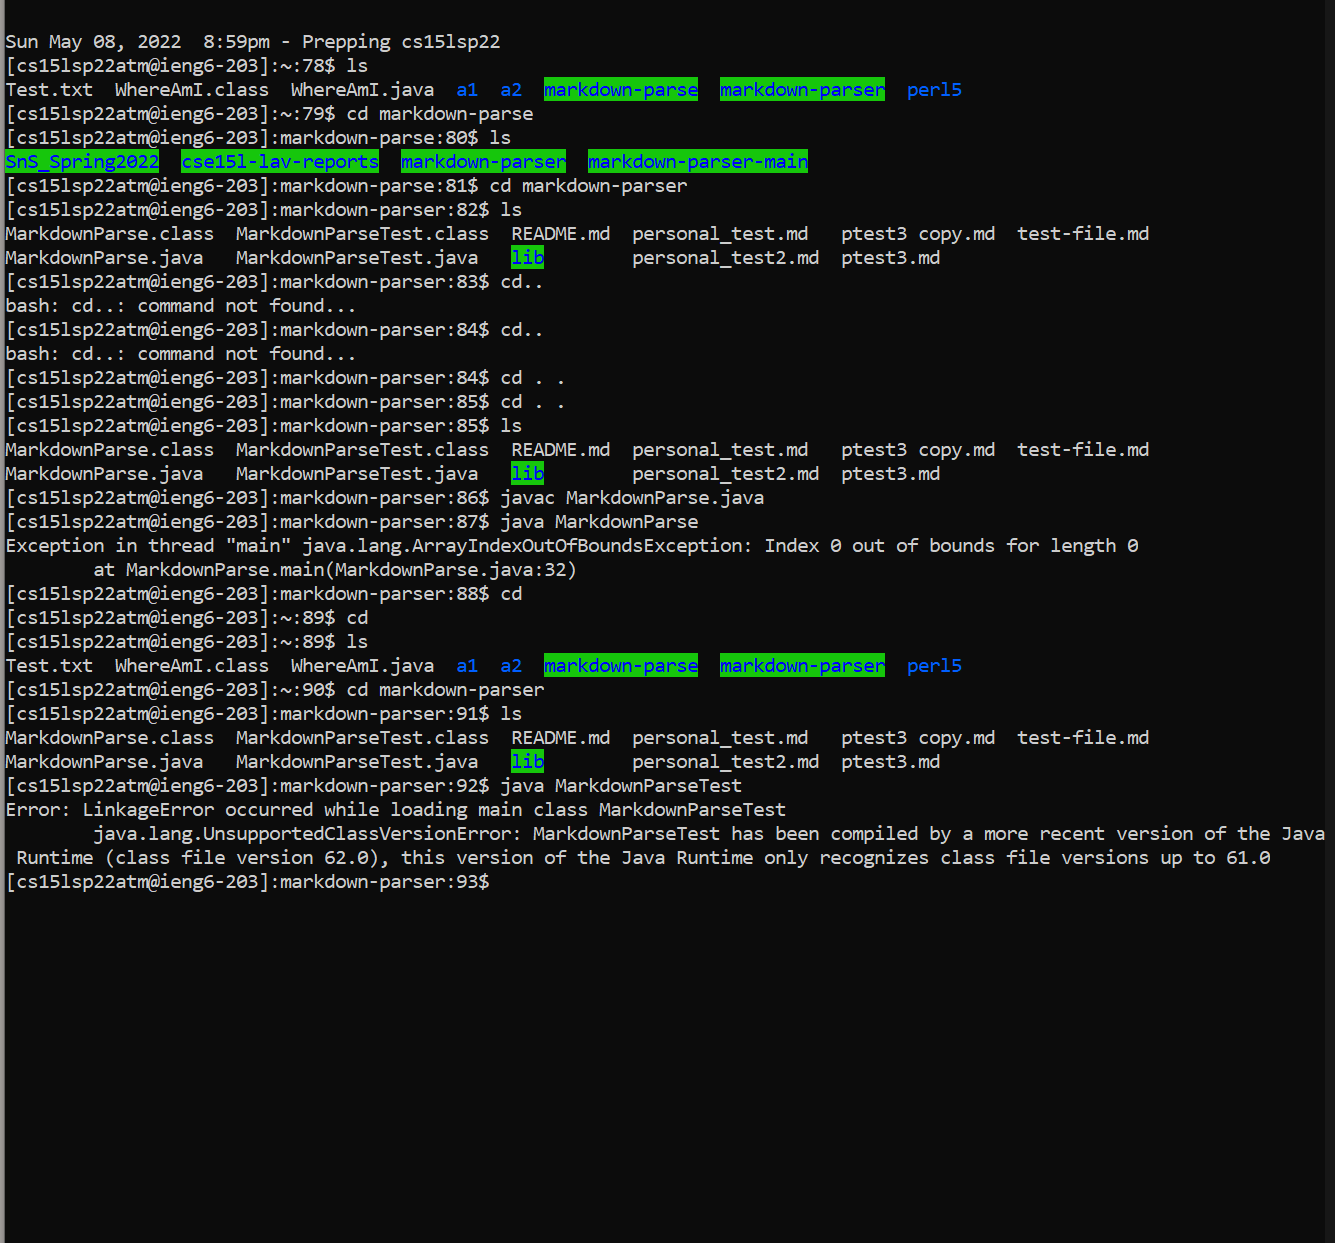 Sun May 08, 2022  8:59pm - Prepping cs15lsp22
[cs15lsp22atm@ieng6-203]:~:78$ ls
Test.txt  WhereAmI.class  WhereAmI.java  a1  a2  markdown-parse  markdown-parser  perl5
[cs15lsp22atm@ieng6-203]:~:79$ cd markdown-parse
[cs15lsp22atm@ieng6-203]:markdown-parse:80$ ls
SnS_Spring2022  cse15l-lav-reports  markdown-parser  markdown-parser-main
[cs15lsp22atm@ieng6-203]:markdown-parse:81$ cd markdown-parser
[cs15lsp22atm@ieng6-203]:markdown-parser:82$ ls
MarkdownParse.class  MarkdownParseTest.class  README.md  personal_test.md   ptest3 copy.md  test-file.md
MarkdownParse.java   MarkdownParseTest.java   lib        personal_test2.md  ptest3.md
[cs15lsp22atm@ieng6-203]:markdown-parser:83$ cd..
bash: cd..: command not found...
[cs15lsp22atm@ieng6-203]:markdown-parser:84$ cd..
bash: cd..: command not found...
[cs15lsp22atm@ieng6-203]:markdown-parser:84$ cd . .
[cs15lsp22atm@ieng6-203]:markdown-parser:85$ cd . .
[cs15lsp22atm@ieng6-203]:markdown-parser:85$ ls
MarkdownParse.class  MarkdownParseTest.class  README.md  personal_test.md   ptest3 copy.md  test-file.md
MarkdownParse.java   MarkdownParseTest.java   lib        personal_test2.md  ptest3.md
[cs15lsp22atm@ieng6-203]:markdown-parser:86$ javac MarkdownParse.java
[cs15lsp22atm@ieng6-203]:markdown-parser:87$ java MarkdownParse
Exception in thread "main" java.lang.ArrayIndexOutOfBoundsException: Index 0 out of bounds for length 0
        at MarkdownParse.main(MarkdownParse.java:32)
[cs15lsp22atm@ieng6-203]:markdown-parser:88$ cd
[cs15lsp22atm@ieng6-203]:~:89$ cd
[cs15lsp22atm@ieng6-203]:~:89$ ls
Test.txt  WhereAmI.class  WhereAmI.java  a1  a2  markdown-parse  markdown-parser  perl5
[cs15lsp22atm@ieng6-203]:~:90$ cd markdown-parser
[cs15lsp22atm@ieng6-203]:markdown-parser:91$ ls
MarkdownParse.class  MarkdownParseTest.class  README.md  personal_test.md   ptest3 copy.md  test-file.md
MarkdownParse.java   MarkdownParseTest.java   lib        personal_test2.md  ptest3.md
[cs15lsp22atm@ieng6-203]:markdown-parser:92$ java MarkdownParseTest
Error: LinkageError occurred while loading main class MarkdownParseTest
        java.lang.UnsupportedClassVersionError: MarkdownParseTest has been compiled by a more recent version of the Java
 Runtime (class file version 62.0), this version of the Java Runtime only recognizes class file versions up to 61.0
[cs15lsp22atm@ieng6-203]:markdown-parser:93$